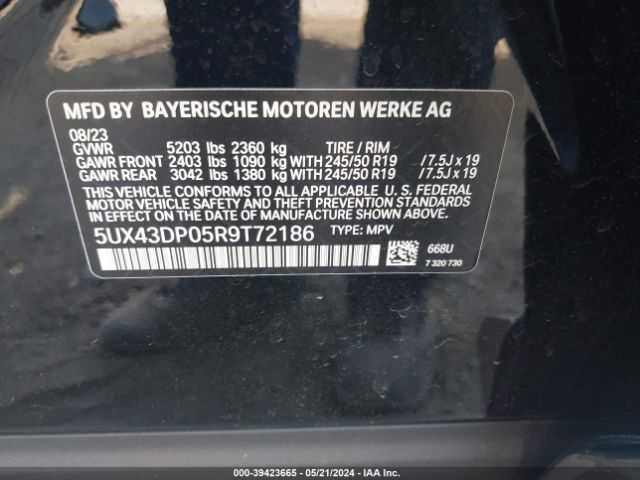 MFD BY BAYERISCHE MOTOREN WERKE AG
08/23
GVWR 5203 lbs 2360 kg TIRE / RIM
GAWR FRONT 2403 lbs 1090 kg WITH 245/50 R19 / 7.5J x 19
GAWR REAR 3042 lbs 1380 kg WITH 245/50 R19 / 7.5J x 19
THIS VEHICLE CONFORMS TO ALL APPLICABLE U. S. FEDERAL
MOTOR VEHICLE SAFETY AND THEFT PREVENTION STANDARDS
IN EFFECT ON THE DATE OF MANUFACTURE SHOWN ABOVE.
5UX43DP05R9T72186 TYPE: MPV
668U
7 320 730
000-39423665 - 05/21/2024 - IAA Inc.